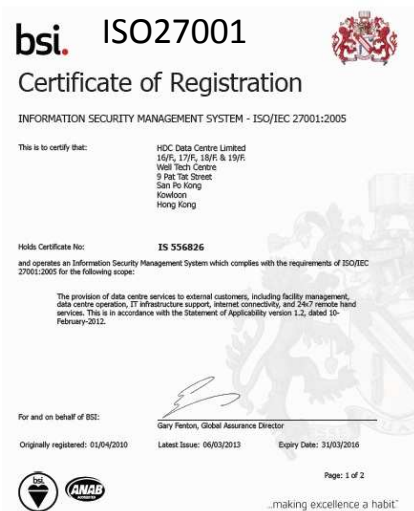 bsi. ISO27001
Certificate of Registration
INFORMATION SECURITY MANAGEMENT SYSTEM - ISO/IEC 27001:2005
This is to certify that: HDC Data Centre Limited
16/F, 17/F, 18/F. & 19/F.
Well Tech Centre
9 Pat Tat Street
San Po Kong
Kowloon
Hong Kong
Holds Certificate No: IS 556826
and operates an Information Security Management System which complies with the requirements of ISO/IEC
27001:2005 for the following scope:
The provision of data centre services to external customers, including facility management,
data centre operation, IT infrastructure support, internet connectivity, and 24x7 remote hand
services. This is in accordance with the Statement of Applicability version 1.2, dated 10-
February-2012.
For and on behalf of BSI:
Gary Fenton, Global Assurance Director
Originally registered: 01/04/2010 Latest Issue: 06/03/2013 Expiry Date: 31/03/2016
Page: 1 of 2
bsi. ANAB
...making excellence a habit™